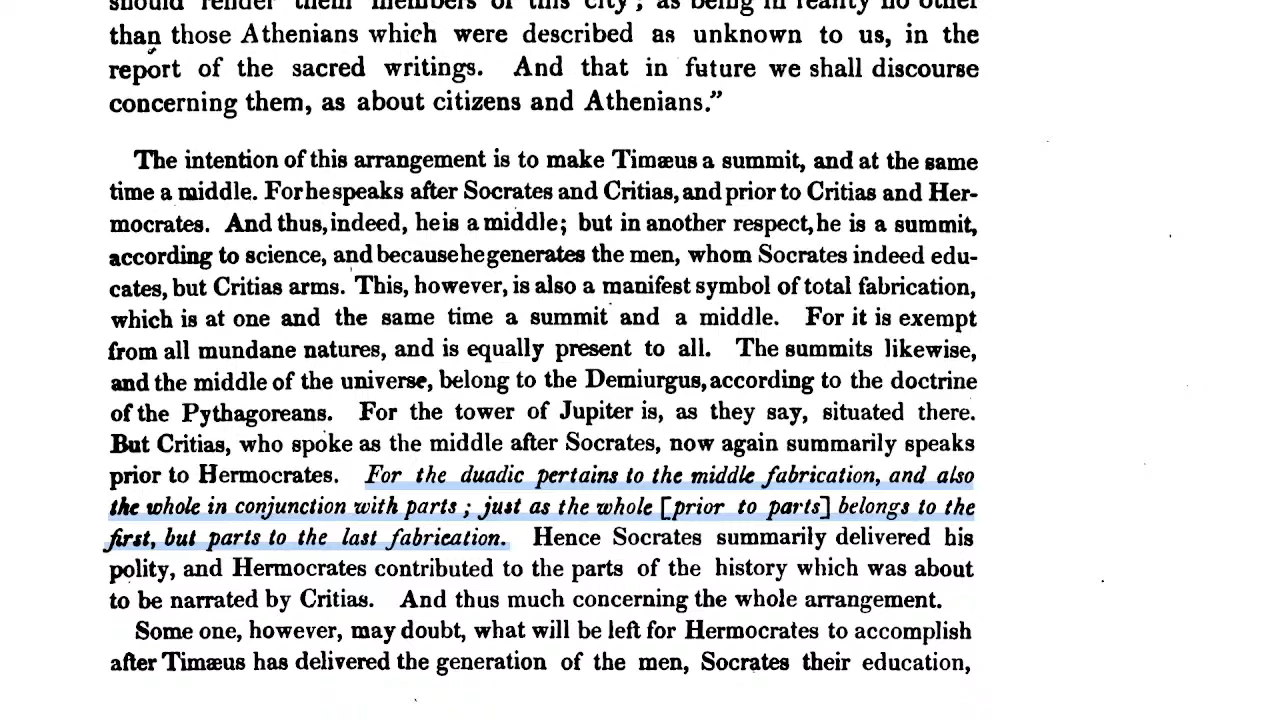 should render them members of this city; as being in reality no other
than those Athenians which were described as unknown to us, in the
report of the sacred writings. And that in future we shall discourse
concerning them, as about citizens and Athenians.”
The intention of this arrangement is to make Timæus a summit, and at the same
time a middle. For he speaks after Socrates and Critias, and prior to Critias and Her-
mocrates. And thus, indeed, he is a middle; but in another respect, he is a summit,
according to science, and because he generates the men, whom Socrates indeed edu-
cates, but Critias arms. This, however, is also a manifest symbol of total fabrication,
which is at one and the same time a summit and a middle. For it is exempt
from all mundane natures, and is equally present to all. The summits likewise,
and the middle of the universe, belong to the Demiurgus, according to the doctrine
of the Pythagoreans. For the tower of Jupiter is, as they say, situated there.
But Critias, who spoke as the middle after Socrates, now again summarily speaks
prior to Hermocrates. For the duadic pertains to the middle fabrication, and also
the whole in conjunction with parts; just as the whole [prior to parts] belongs to the
first, but parts to the last fabrication. Hence Socrates summarily delivered his
polity, and Hermocrates contributed to the parts of the history which was about
to be narrated by Critias. And thus much concerning the whole arrangement.
Some one, however, may doubt, what will be left for Hermocrates to accomplish
after Timæus has delivered the generation of the men, Socrates their education,